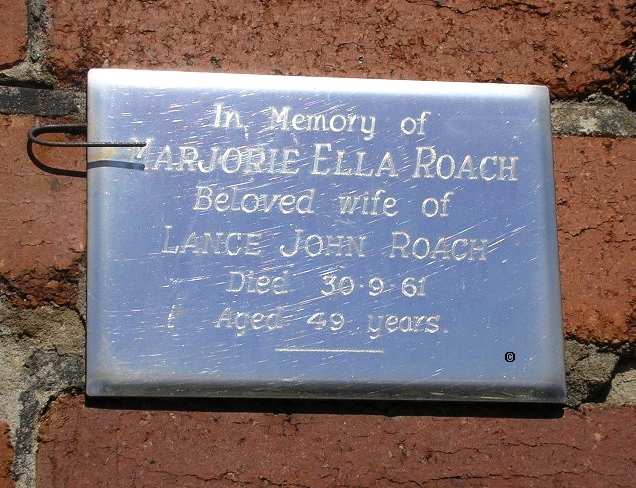 In Memory of
MARJORIE ELLA ROACH
Beloved wife of
LANCE JOHN ROACH
Died 30·9·61
Aged 49 years.
©